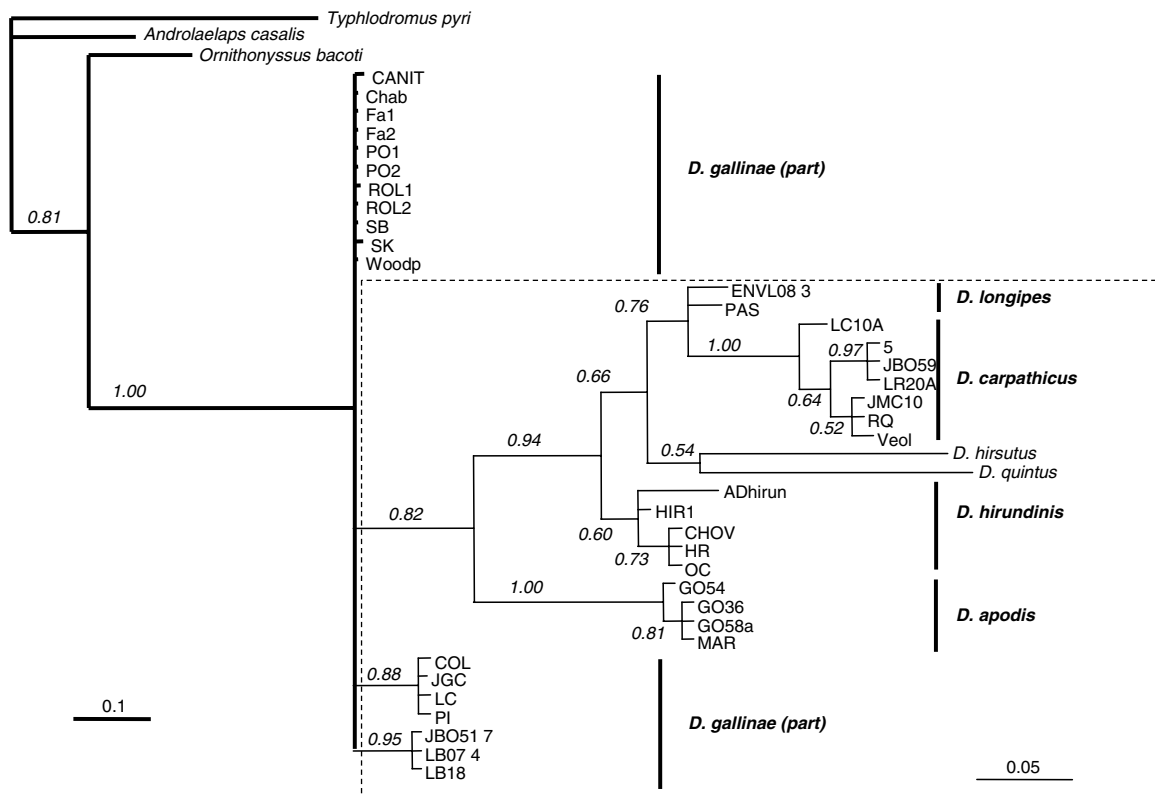 Typhlodromus pyri
Androlaelaps casalis
Ornithonyssus bacoti
CANIT
Chab
Fa1
Fa2
PO1
PO2
D. gallinae (part)
ROL1
ROL2
0.81
SB
SK
Woodp
ENVL08 3
D. longipes
0.76
PAS
LC10A
1.00
0.97
5
JBO59
0.66
D. carpathicus
LR20A
1.00
0.64
JMC10
RQ
0.52
Veol
0.94
0.54
D. hirsutus
D. quintus
ADhirun
HIR1
D. hirundinis
0.82
0.60
CHOV
0.73
HR
OC
1.00
GO54
GO36
D. apodis
0.81
GO58a
MAR
COL
0.88
JGC
LC
0.1
PI
D. gallinae (part)
0.95
JBO51 7
LB07 4
LB18
0.05